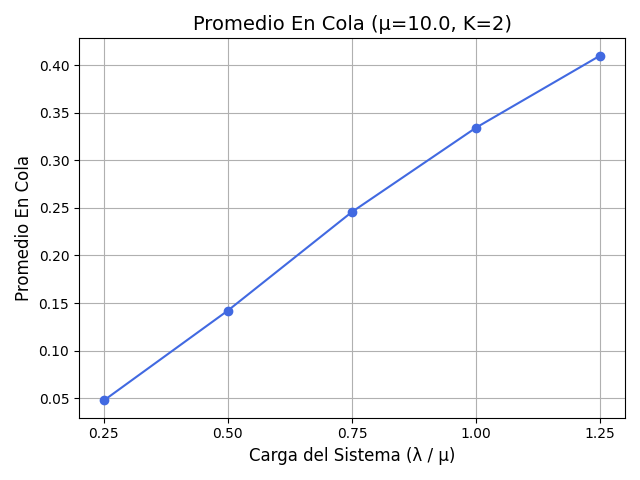 Promedio En Cola (μ=10.0, K=2)
Promedio En Cola
0.40
0.35
0.30
0.25
0.20
0.15
0.10
0.05
0.25 0.50 0.75 1.00 1.25
Carga del Sistema (λ / μ)